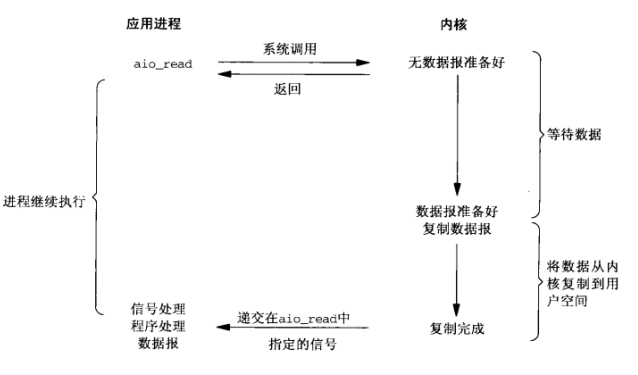 应用进程
内核
系统调用
aio_read
无数据报准备好
返回
等待数据
进程继续执行
数据报准备好
复制数据报
将数据从内
核复制到用
户空间
信号处理
程序处理
数据报
递交在aio_read中
指定的信号
复制完成